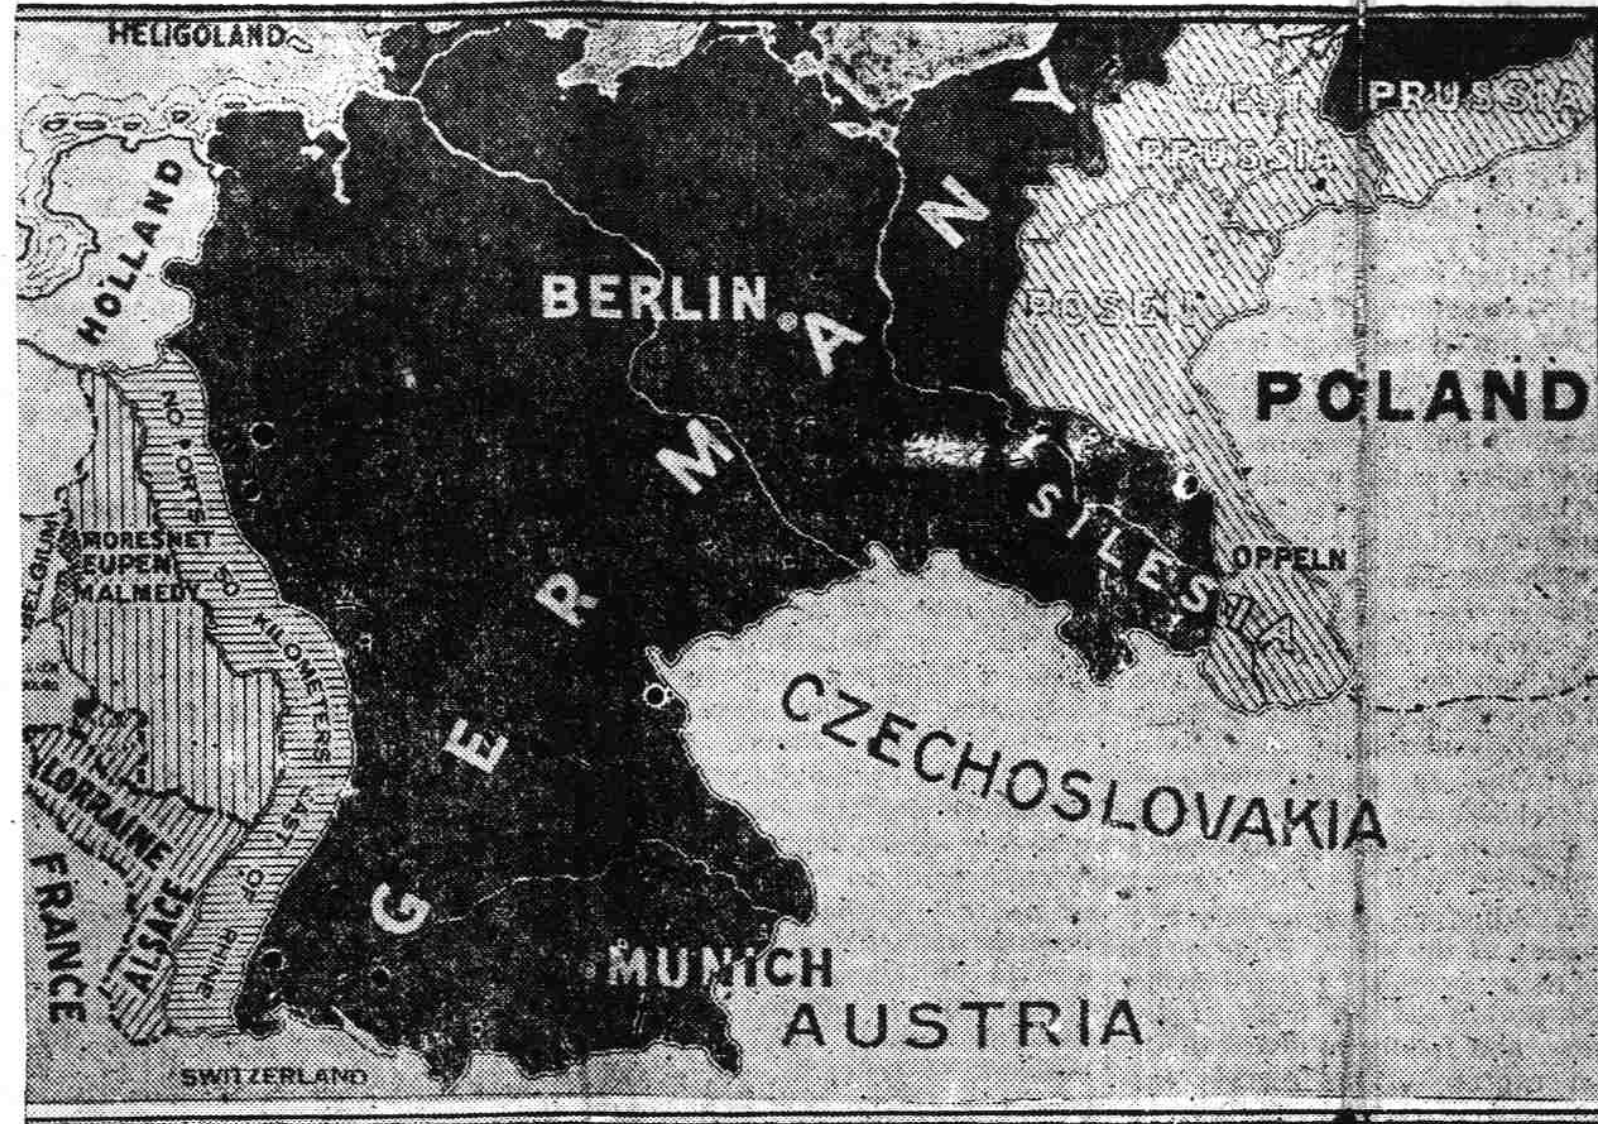 HELIGOLAND
WEST
PRUSSIA
PRUSSIA
HOLLAND
BERLIN
POSEN
POLAND
GERMANY
SILESIA
OPPELN
NO FORTS 50 KILOMETERS EAST OF RHINE
BELGIUM
MORESNET
EUPEN
MALMEDY
CZECHOSLOVAKIA
LORRAINE
ALSACE
FRANCE
MUNICH
AUSTRIA
SWITZERLAND